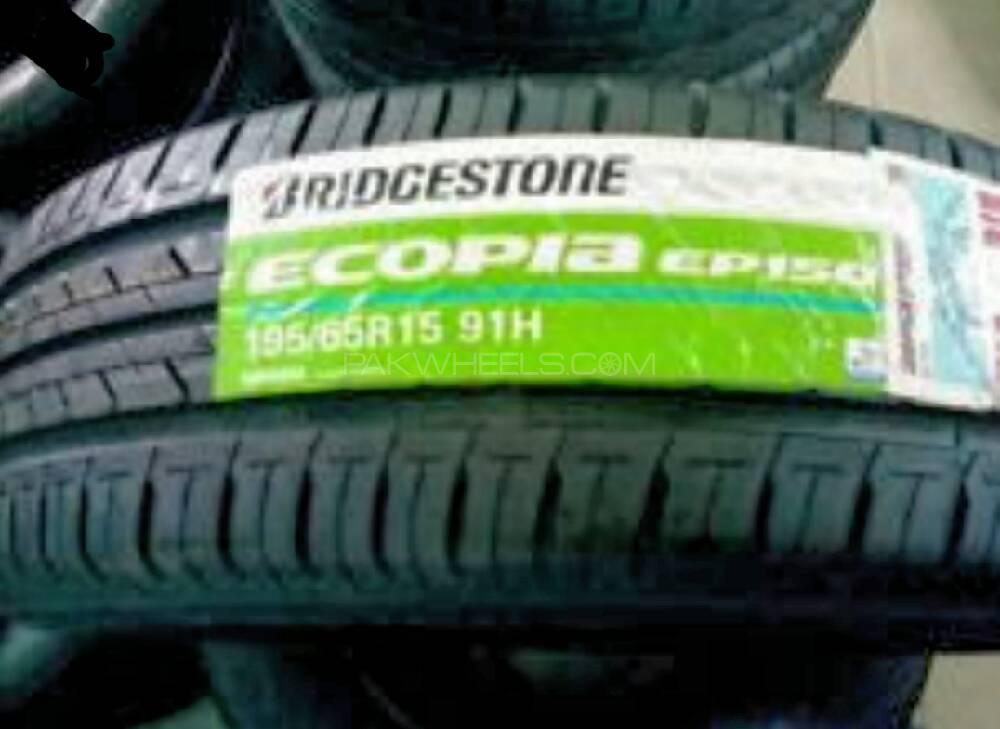 BRIDGESTONE
ECOPIA EP150
195/65R15 91H
PAKWHEELS.COM